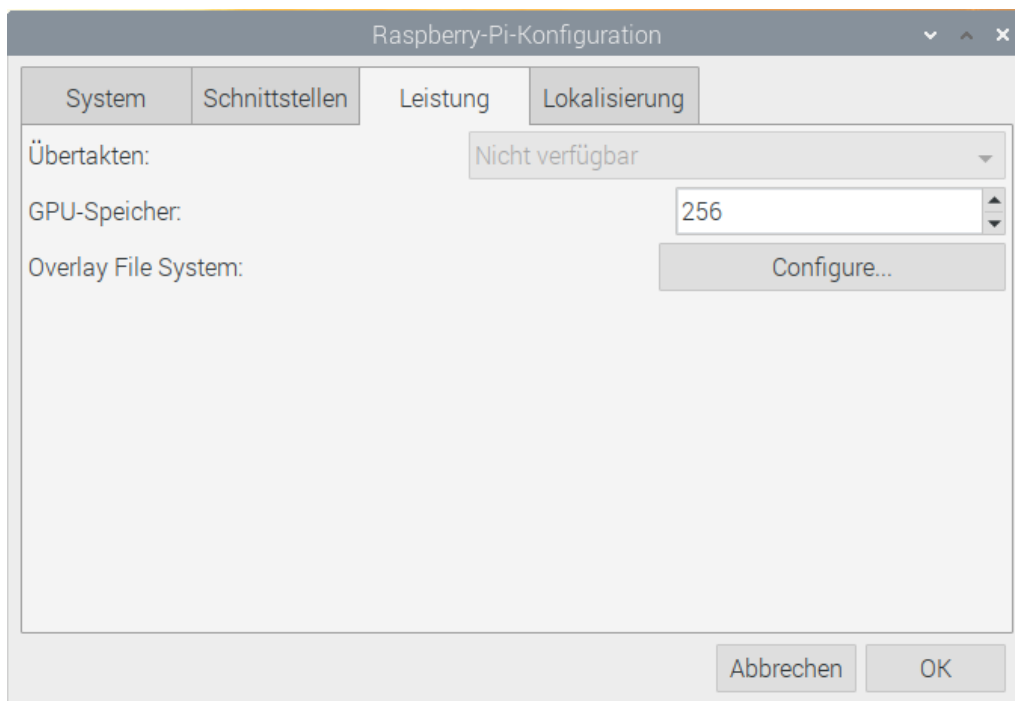 Raspberry-Pi-Konfiguration
System Schnittstellen Leistung Lokalisierung
Übertakten: Nicht verfügbar
GPU-Speicher: 256
Overlay File System: Configure...
Abbrechen OK